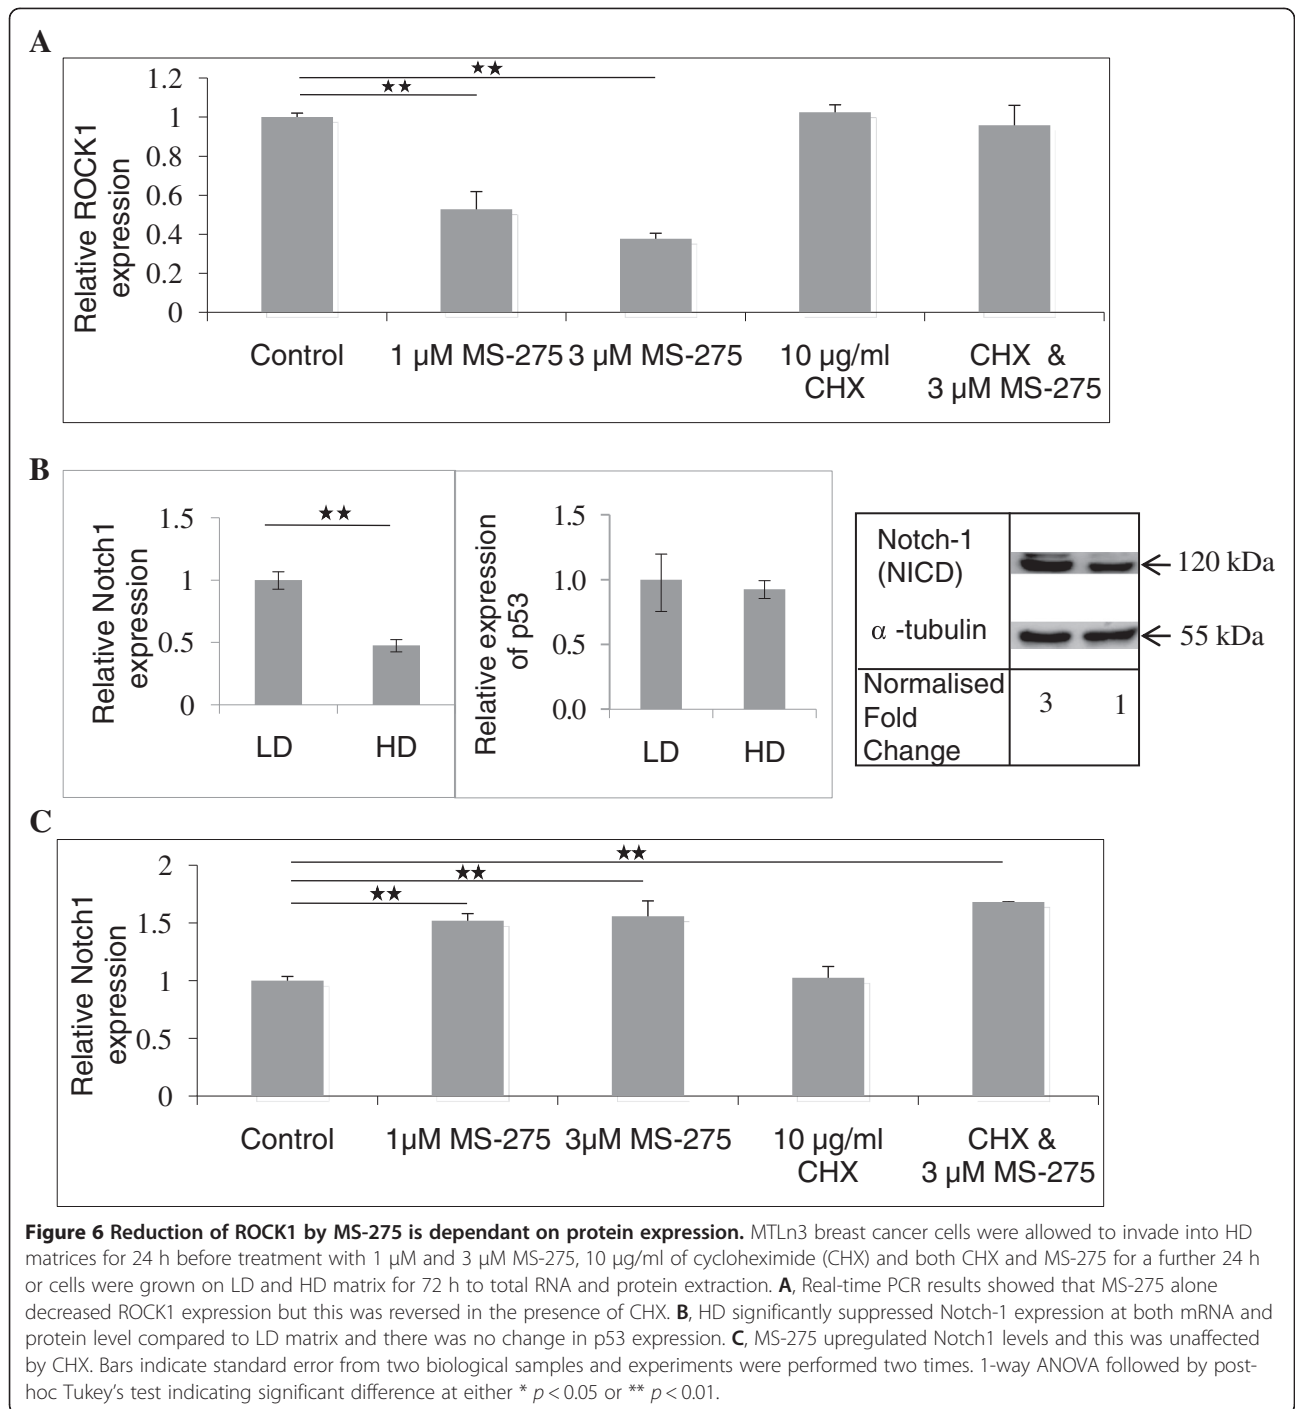 A
★★
★★
1.2
1
0.8
0.6
0.4
0.2
0
Relative ROCK1
expression
Control
1 µM MS-275
3 µM MS-275
10 µg/ml
CHX
CHX &
3 µM MS-275
B
1.5
1
0.5
0
Relative Notch1
expression
★★
LD
HD
1.5
1.0
0.5
0.0
Relative expression
of p53
LD
HD
Notch-1
(NICD)
120 kDa
α -tubulin
55 kDa
Normalised
Fold
Change
3
1
C
★★
★★
★★
2
1.5
1
0.5
0
Relative Notch1
expression
Control
1µM MS-275
3µM MS-275
10 µg/ml
CHX
CHX &
3 µM MS-275
Figure 6 Reduction of ROCK1 by MS-275 is dependant on protein expression. MTLn3 breast cancer cells were allowed to invade into HD
matrices for 24 h before treatment with 1 µM and 3 µM MS-275, 10 µg/ml of cycloheximide (CHX) and both CHX and MS-275 for a further 24 h
or cells were grown on LD and HD matrix for 72 h to total RNA and protein extraction. A, Real-time PCR results showed that MS-275 alone
decreased ROCK1 expression but this was reversed in the presence of CHX. B, HD significantly suppressed Notch-1 expression at both mRNA and
protein level compared to LD matrix and there was no change in p53 expression. C, MS-275 upregulated Notch1 levels and this was unaffected
by CHX. Bars indicate standard error from two biological samples and experiments were performed two times. 1-way ANOVA followed by post-
hoc Tukey's test indicating significant difference at either * p < 0.05 or ** p < 0.01.